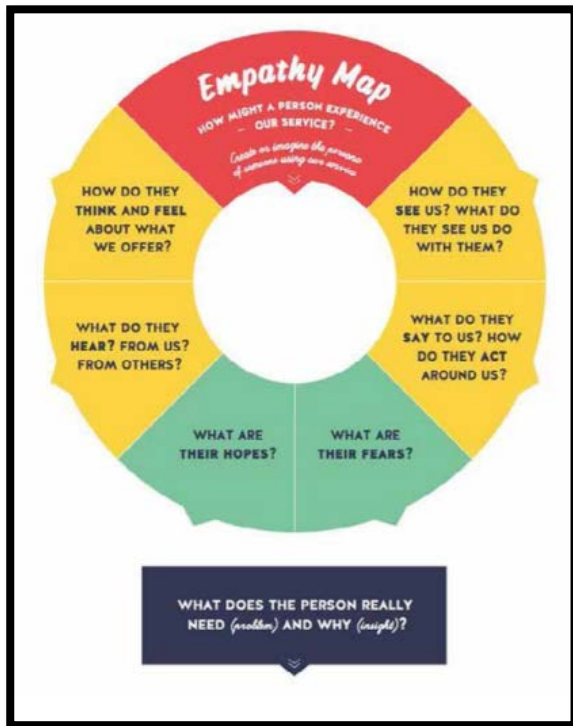 Empathy Map
HOW MIGHT A PERSON EXPERIENCE
– OUR SERVICE? –
Create or imagine the persona
of someone using our service
HOW DO THEY
THINK AND FEEL
ABOUT WHAT
WE OFFER?
HOW DO THEY
SEE US? WHAT DO
THEY SEE US DO
WITH THEM?
WHAT DO THEY
HEAR? FROM US?
FROM OTHERS?
WHAT DO THEY
SAY TO US? HOW
DO THEY ACT
AROUND US?
WHAT ARE
THEIR HOPES?
WHAT ARE
THEIR FEARS?
WHAT DOES THE PERSON REALLY
NEED (problem) AND WHY (insight)?